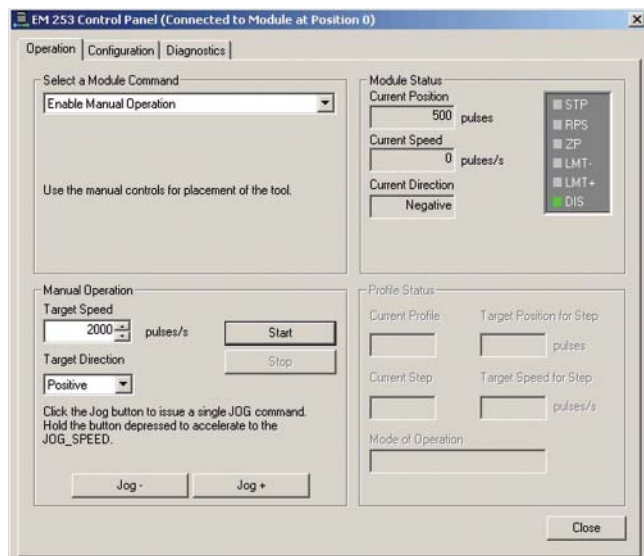 EM 253 Control Panel (Connected to Module at Position 0)
Operation Configuration Diagnostics
Select a Module Command
Enable Manual Operation
Use the manual controls for placement of the tool.
Module Status
Current Position
500 pulses
Current Speed
0 pulses/s
Current Direction
Negative
STP
RPS
ZP
LMT-
LMT+
DIS
Manual Operation
Target Speed
2000 pulses/s
Start
Target Direction
Stop
Positive
Click the Jog button to issue a single JOG command.
Hold the button depressed to accelerate to the
JOG_SPEED.
Jog - Jog +
Profile Status
Current Profile Target Position for Step
pulses
Current Step Target Speed for Step
pulses/s
Mode of Operation
Close